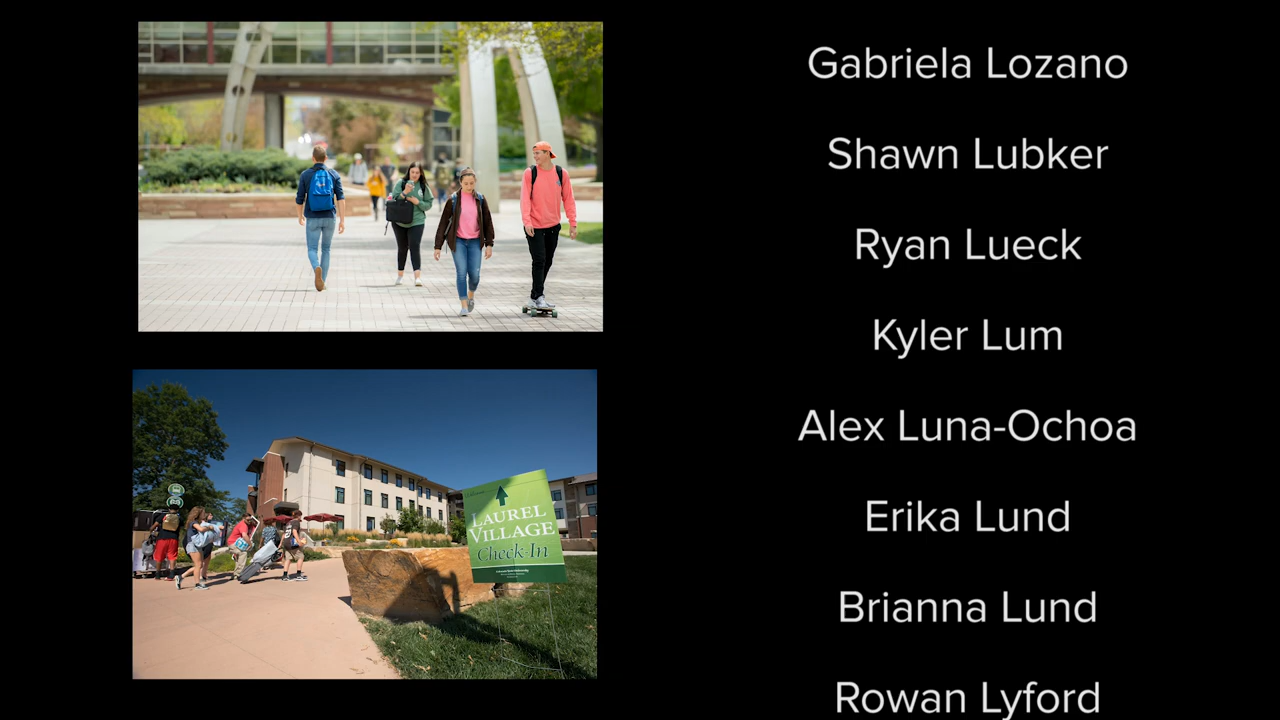 Gabriela Lozano
Shawn Lubker
Ryan Lueck
Kyler Lum
Alex Luna-Ochoa
Erika Lund
Brianna Lund
Rowan Lyford
LAUREL
VILLAGE
Check-In